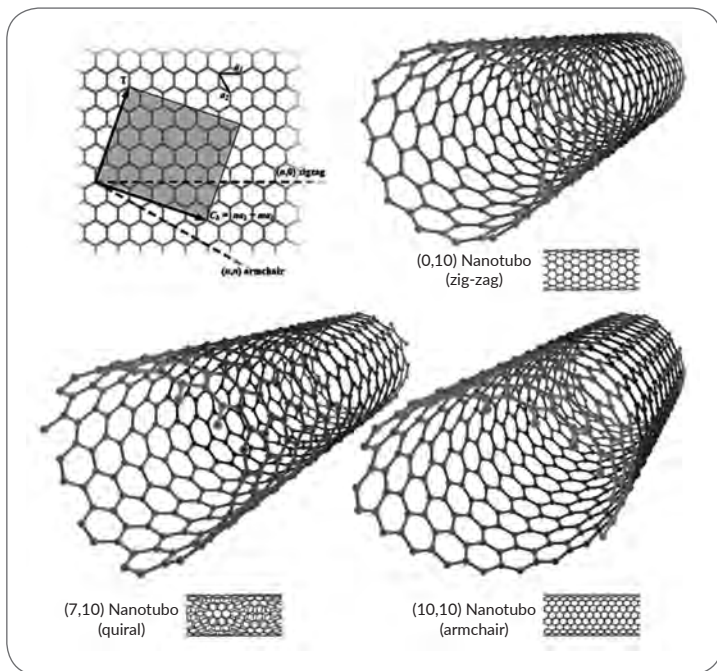 T
a₁
a₂
(n,0) zigzag
Cₕ = na₁ + ma₂
(n,n) armchair
(0,10) Nanotubo
(zig-zag)
(7,10) Nanotubo
(quiral)
(10,10) Nanotubo
(armchair)